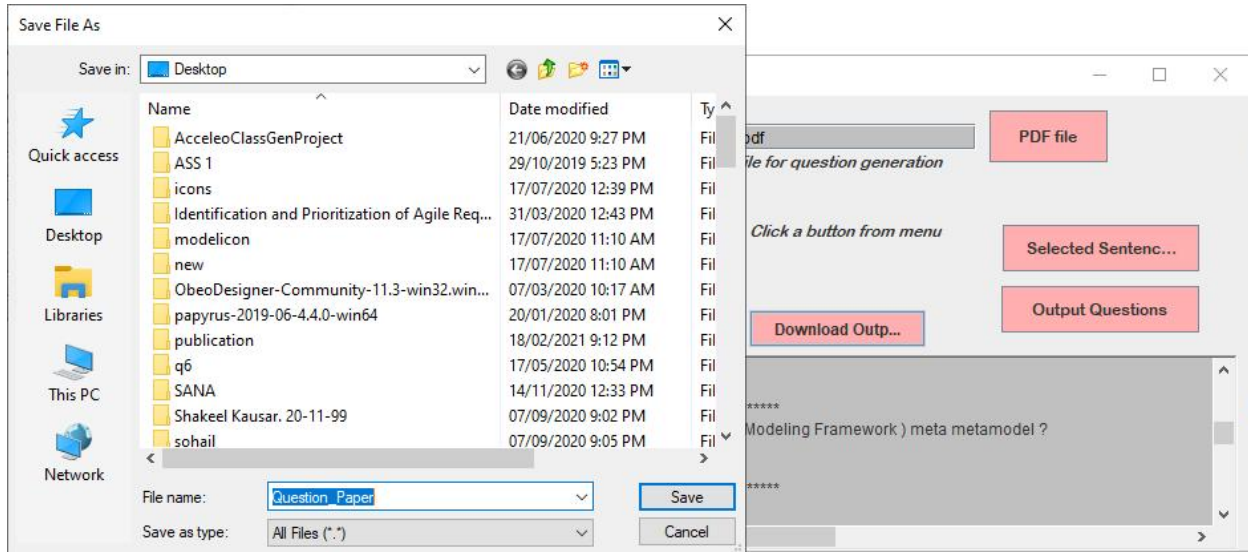 Save File As
Save in: Desktop
Quick access
Desktop
Libraries
This PC
Network
Name Date modified Ty
AcceleoClassGenProject 21/06/2020 9:27 PM Fil
ASS 1 29/10/2019 5:23 PM Fil
icons 17/07/2020 12:39 PM Fil
Identification and Prioritization of Agile Req... 31/03/2020 12:43 PM Fil
modelicon 17/07/2020 11:10 AM Fil
new 17/07/2020 11:10 AM Fil
ObeoDesigner-Community-11.3-win32.win... 07/03/2020 10:17 AM Fil
papyrus-2019-06-4.4.0-win64 20/01/2020 8:01 PM Fil
publication 18/02/2021 9:12 PM Fil
q6 17/05/2020 10:54 PM Fil
SANA 14/11/2020 12:33 PM Fil
Shakeel Kausar. 20-11-99 07/09/2020 9:02 PM Fil
sohail 07/09/2020 9:05 PM Fil
File name: Question_Paper Save
Save as type: All Files (*.*) Cancel
PDF file
for question generation
Click a button from menu
Selected Sentenc...
Output Questions
Download Outp...
*****
Modeling Framework ) meta metamodel ?
*****